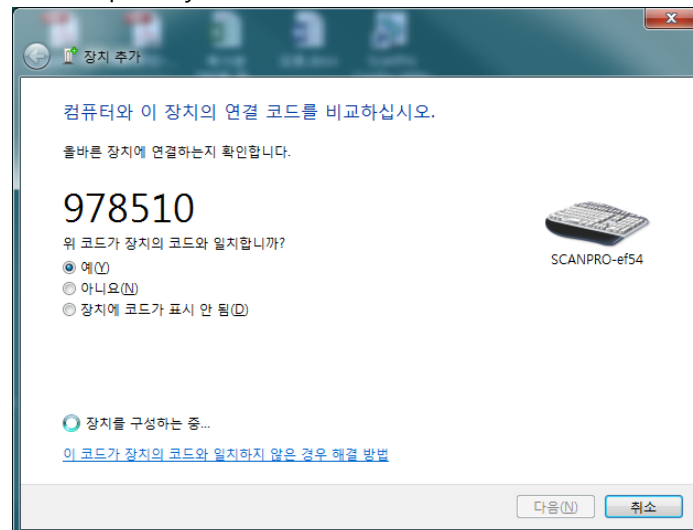 장치 추가
컴퓨터와 이 장치의 연결 코드를 비교하십시오.
올바른 장치에 연결하는지 확인합니다.
978510
위 코드가 장치의 코드와 일치합니까?
예(Y)
아니요(N)
장치에 코드가 표시 안 됨(D)
SCANPRO-ef54
장치를 구성하는 중...
이 코드가 장치의 코드와 일치하지 않은 경우 해결 방법
다음(N)
취소